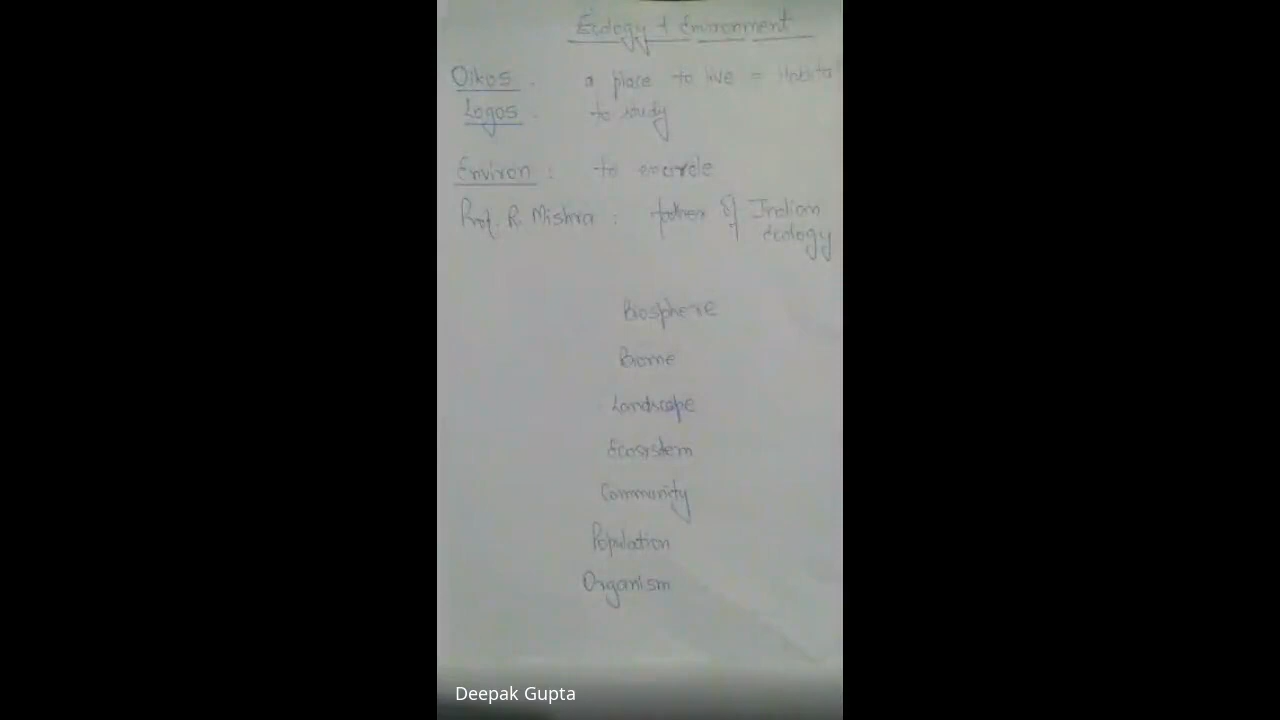 Ecology & Environment
Oikos . a place to live = Habita
Logos . to study
Environ : to encircle
Prof. R. Mishra : father of Indian
Ecology
Biosphere
Biome
Landscape
Ecosystem
Community
Population
Organism
Deepak Gupta